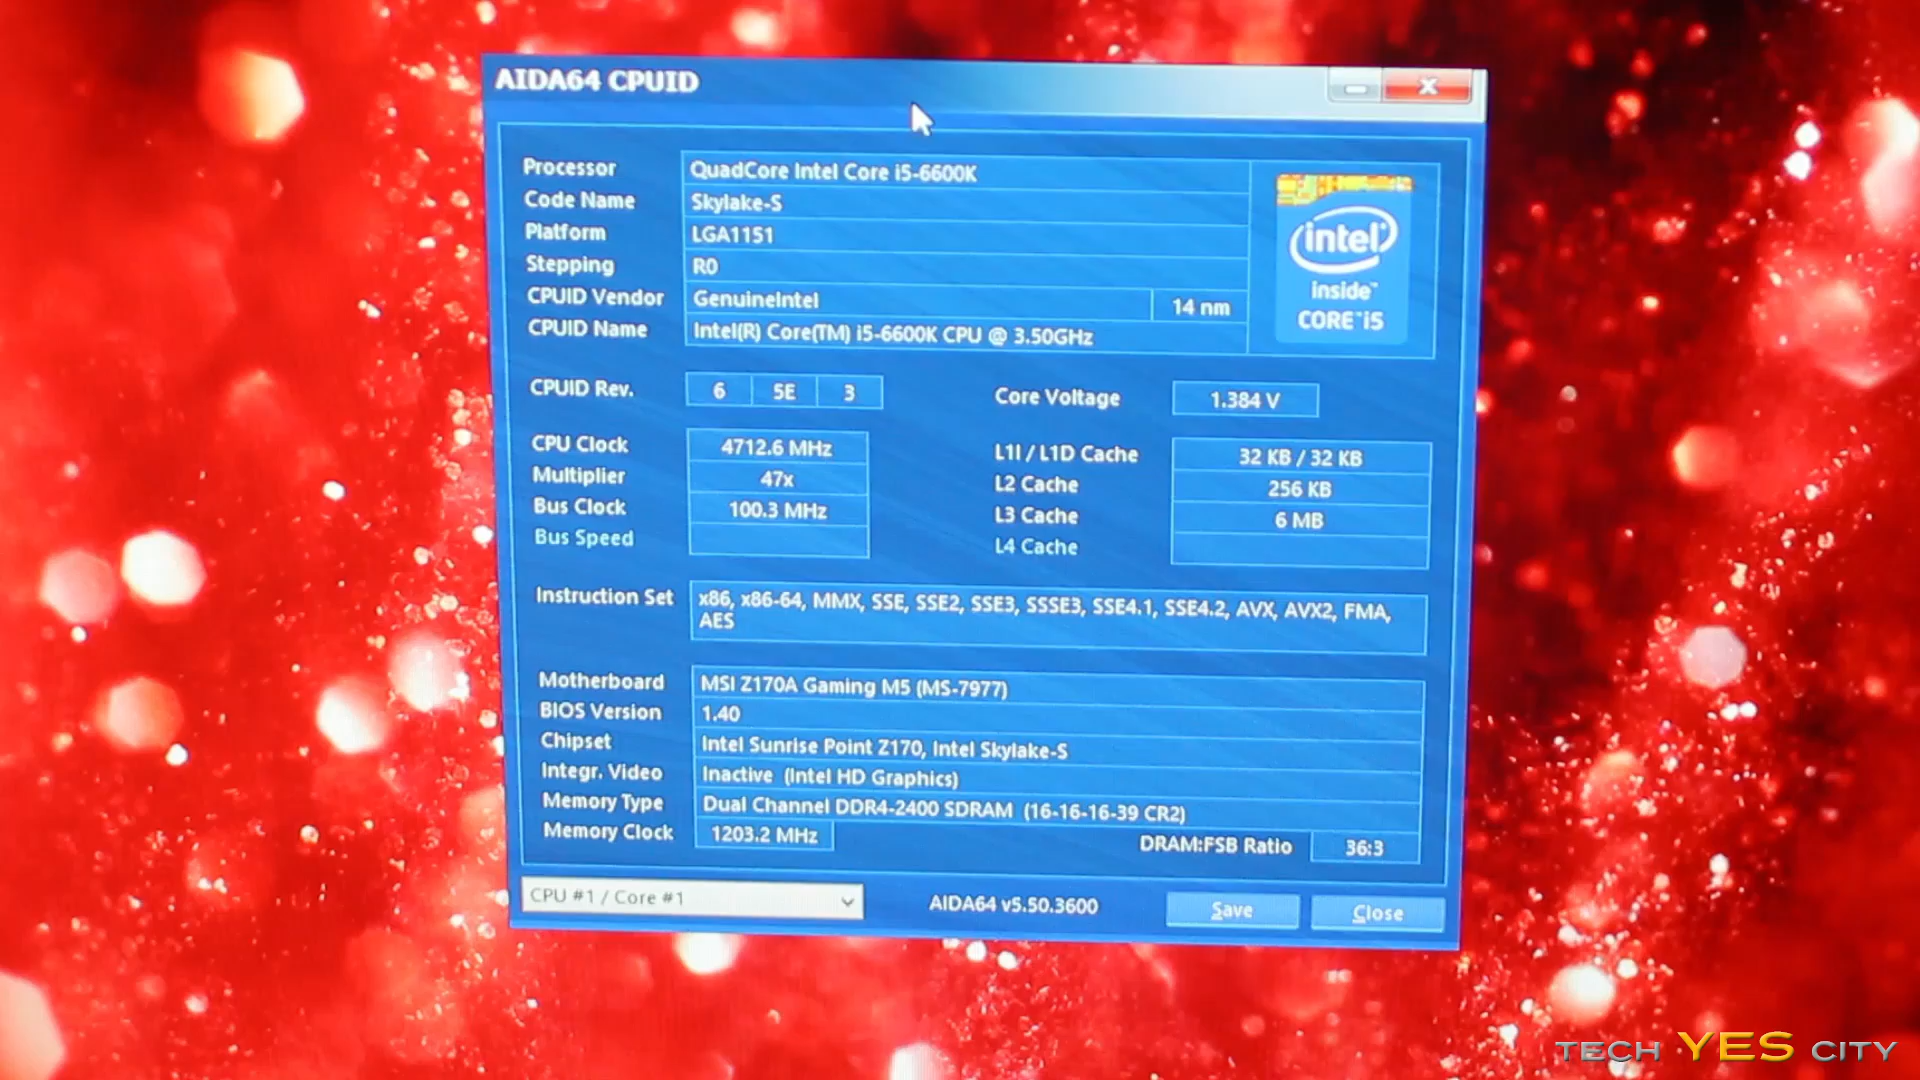 AIDA64 CPUID
Processor QuadCore Intel Core i5-6600K
Code Name Skylake-S
Platform LGA1151
Stepping R0
CPUID Vendor GenuineIntel 14 nm
CPUID Name Intel(R) Core(TM) i5-6600K CPU @ 3.50GHz
intel
inside™
CORE™i5
CPUID Rev. 6 5E 3 Core Voltage 1.384 V
CPU Clock 4712.6 MHz L1I / L1D Cache 32 KB / 32 KB
Multiplier 47x L2 Cache 256 KB
Bus Clock 100.3 MHz L3 Cache 6 MB
Bus Speed L4 Cache
Instruction Set x86, x86-64, MMX, SSE, SSE2, SSE3, SSSE3, SSE4.1, SSE4.2, AVX, AVX2, FMA,
AES
Motherboard MSI Z170A Gaming M5 (MS-7977)
BIOS Version 1.40
Chipset Intel Sunrise Point Z170, Intel Skylake-S
Integr. Video Inactive (Intel HD Graphics)
Memory Type Dual Channel DDR4-2400 SDRAM (16-16-16-39 CR2)
Memory Clock 1203.2 MHz DRAM:FSB Ratio 36:3
CPU #1 / Core #1 AIDA64 v5.50.3600 Save Close
TECH YES CITY